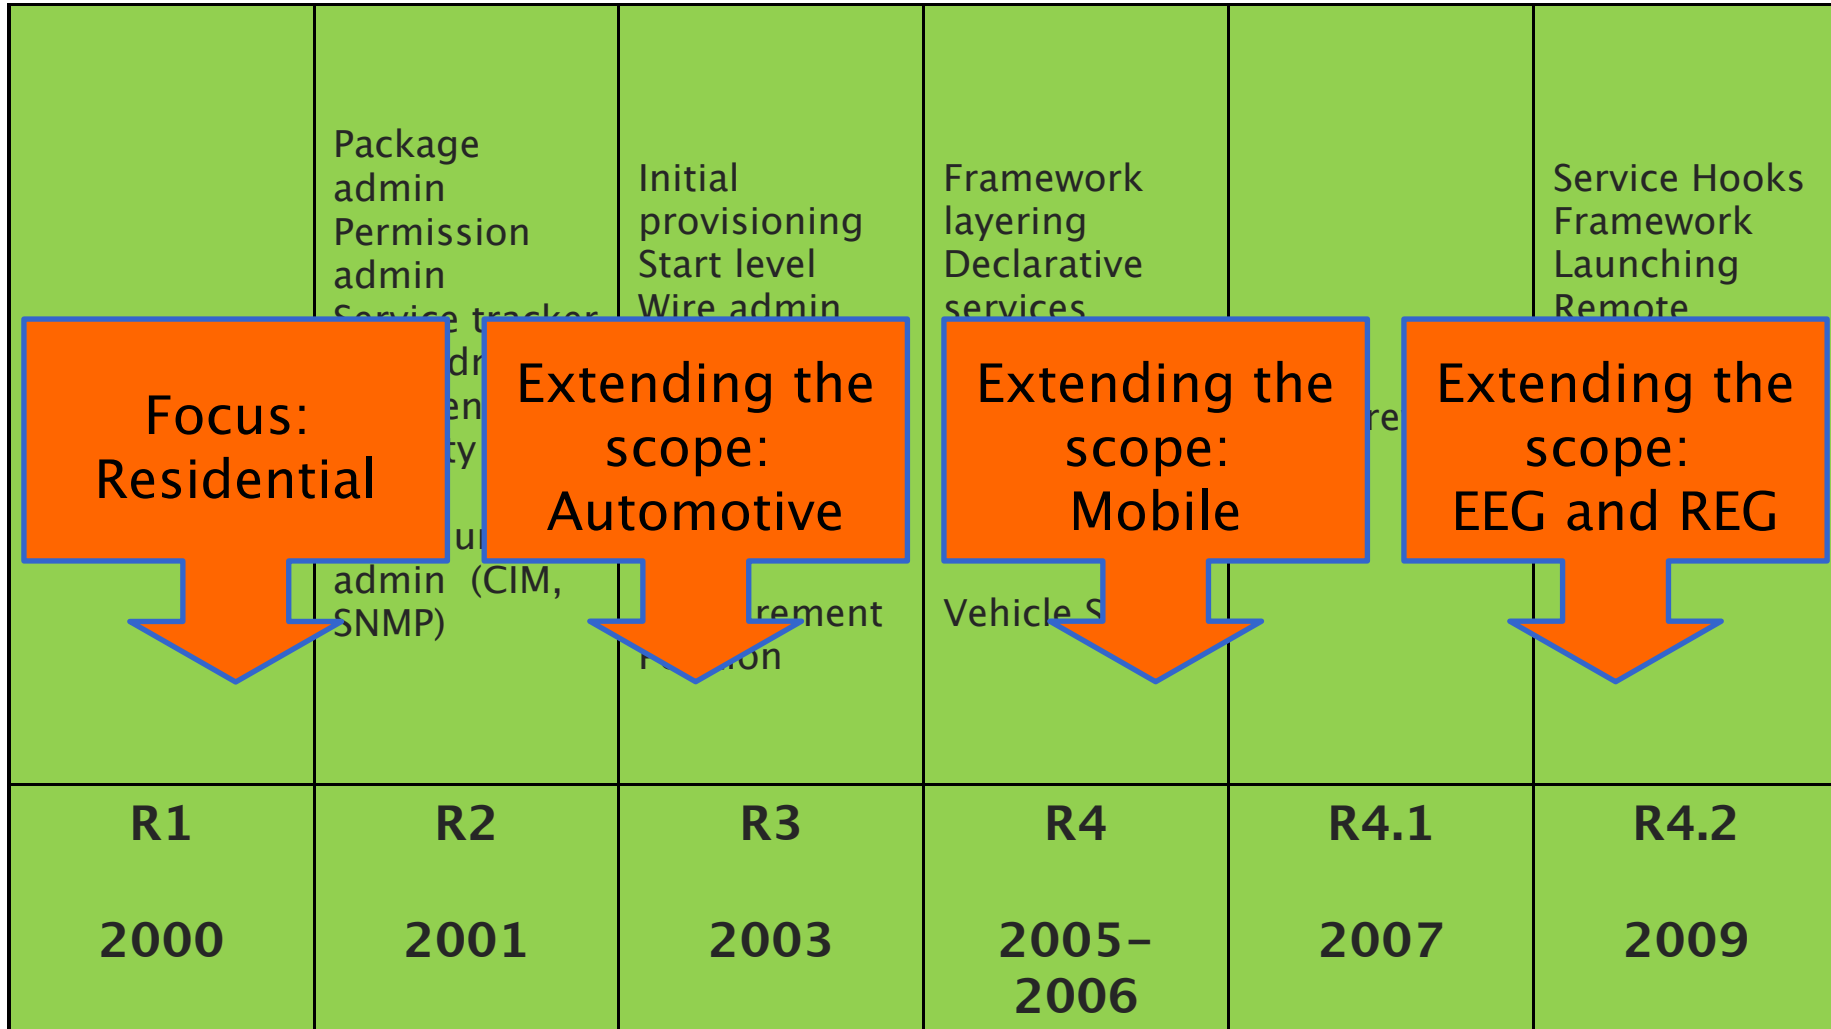 Package
admin
Permission
admin
Service tracker
admin (CIM,
SNMP)
Initial
provisioning
Start level
Wire admin
Framework
layering
Declarative
services
Vehicle
Service Hooks
Framework
Launching
Remote
Focus:
Residential
Extending the
scope:
Automotive
Extending the
scope:
Mobile
Extending the
scope:
EEG and REG
R1
2000
R2
2001
R3
2003
R4
2005–
2006
R4.1
2007
R4.2
2009